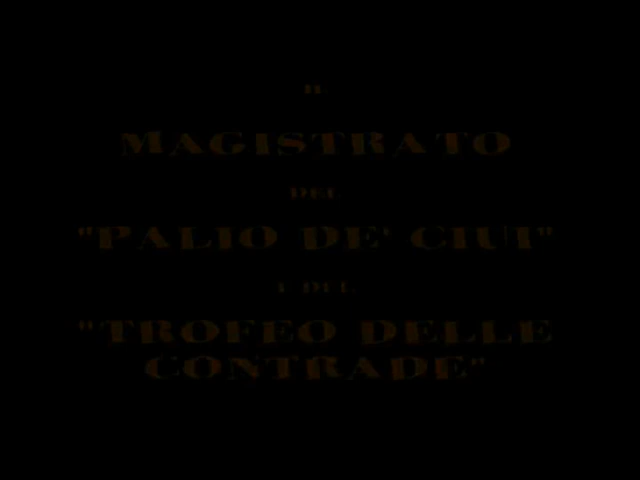 IL
MAGISTRATO
DEL
"PALIO DE' CIUI"
E DEL
"TROFEO DELLE
CONTRADE"